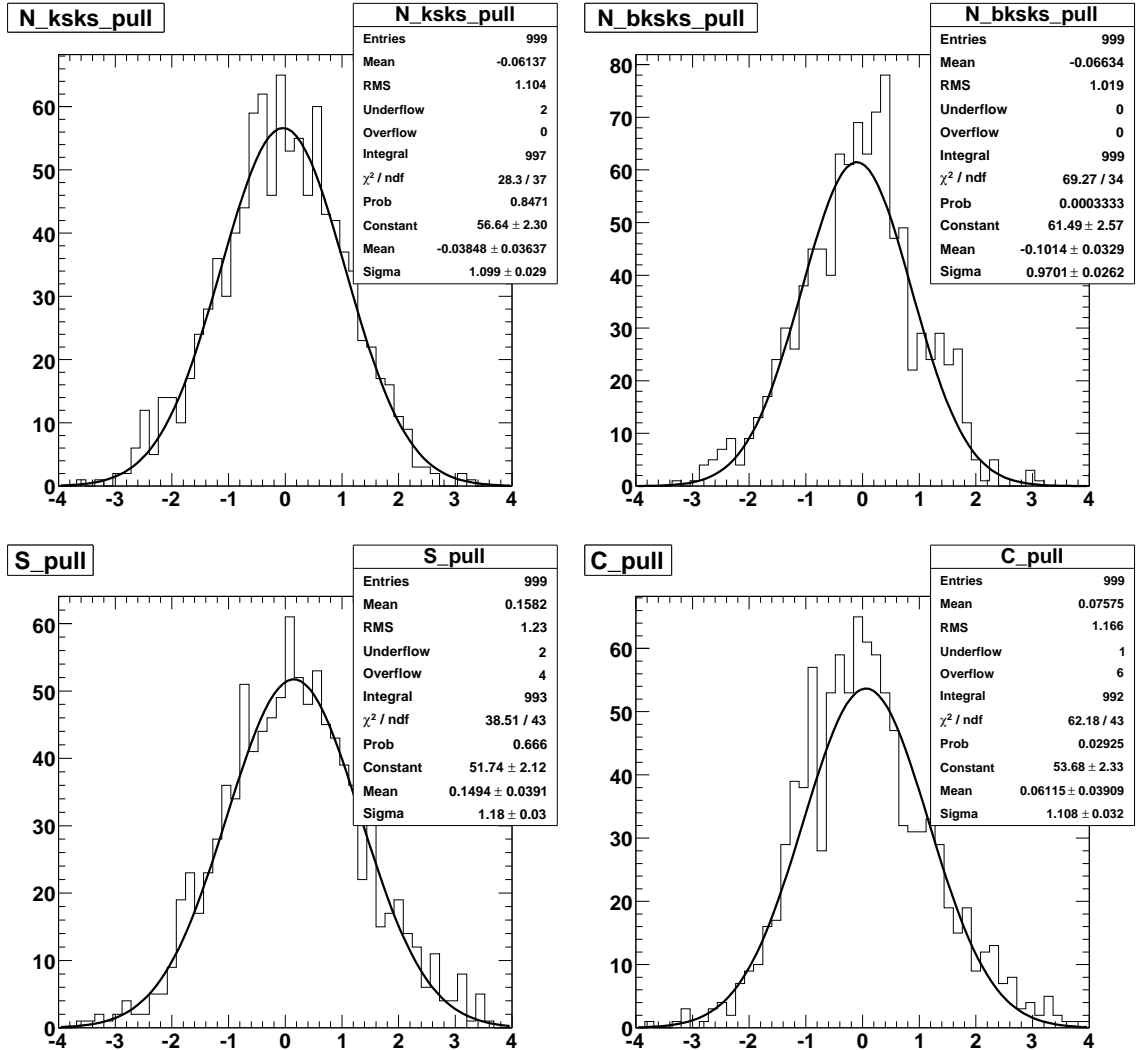 N_ksks_pull
N_ksks_pull
Entries 999
Mean -0.06137
RMS 1.104
Underflow 2
Overflow 0
Integral 997
χ² / ndf 28.3 / 37
Prob 0.8471
Constant 56.64 ± 2.30
Mean -0.03848 ± 0.03637
Sigma 1.099 ± 0.029
60
50
40
30
20
10
0
-4 -3 -2 -1 0 1 2 3 4
N_bksks_pull
N_bksks_pull
Entries 999
Mean -0.06634
RMS 1.019
Underflow 0
Overflow 0
Integral 999
χ² / ndf 69.27 / 34
Prob 0.0003333
Constant 61.49 ± 2.57
Mean -0.1014 ± 0.0329
Sigma 0.9701 ± 0.0262
80
70
60
50
40
30
20
10
0
-4 -3 -2 -1 0 1 2 3 4
S_pull
S_pull
Entries 999
Mean 0.1582
RMS 1.23
Underflow 2
Overflow 4
Integral 993
χ² / ndf 38.51 / 43
Prob 0.666
Constant 51.74 ± 2.12
Mean 0.1494 ± 0.0391
Sigma 1.18 ± 0.03
60
50
40
30
20
10
0
-4 -3 -2 -1 0 1 2 3 4
C_pull
C_pull
Entries 999
Mean 0.07575
RMS 1.166
Underflow 1
Overflow 6
Integral 992
χ² / ndf 62.18 / 43
Prob 0.02925
Constant 53.68 ± 2.33
Mean 0.06115 ± 0.03909
Sigma 1.108 ± 0.032
60
50
40
30
20
10
0
-4 -3 -2 -1 0 1 2 3 4